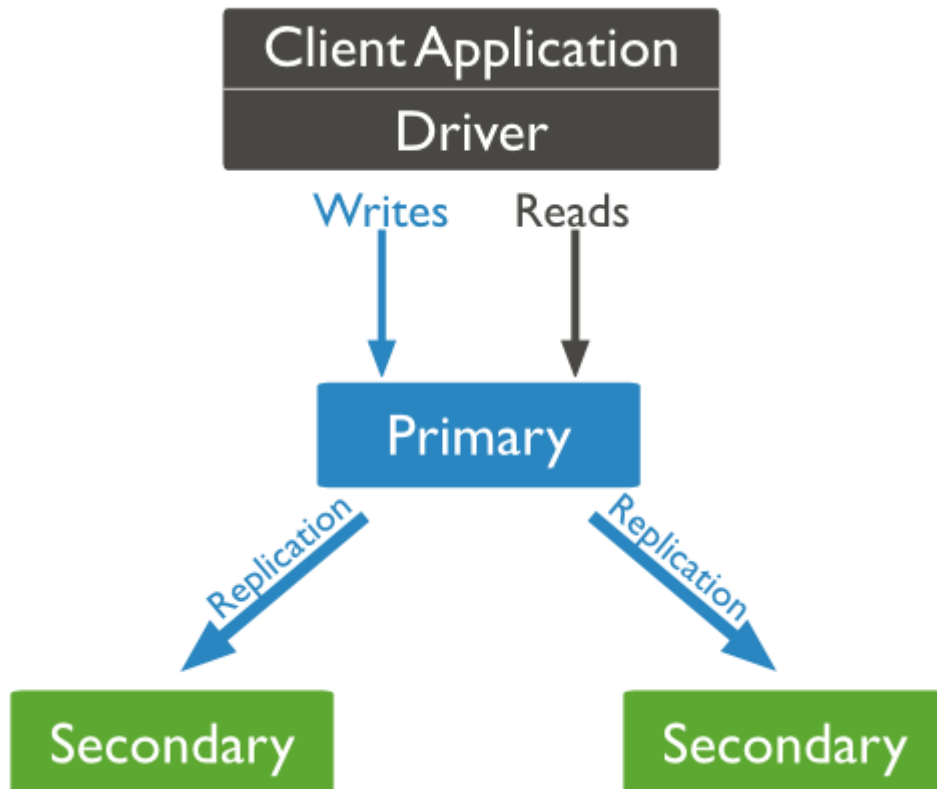 Client Application
Driver
Writes
Reads
Primary
Replication
Replication
Secondary
Secondary